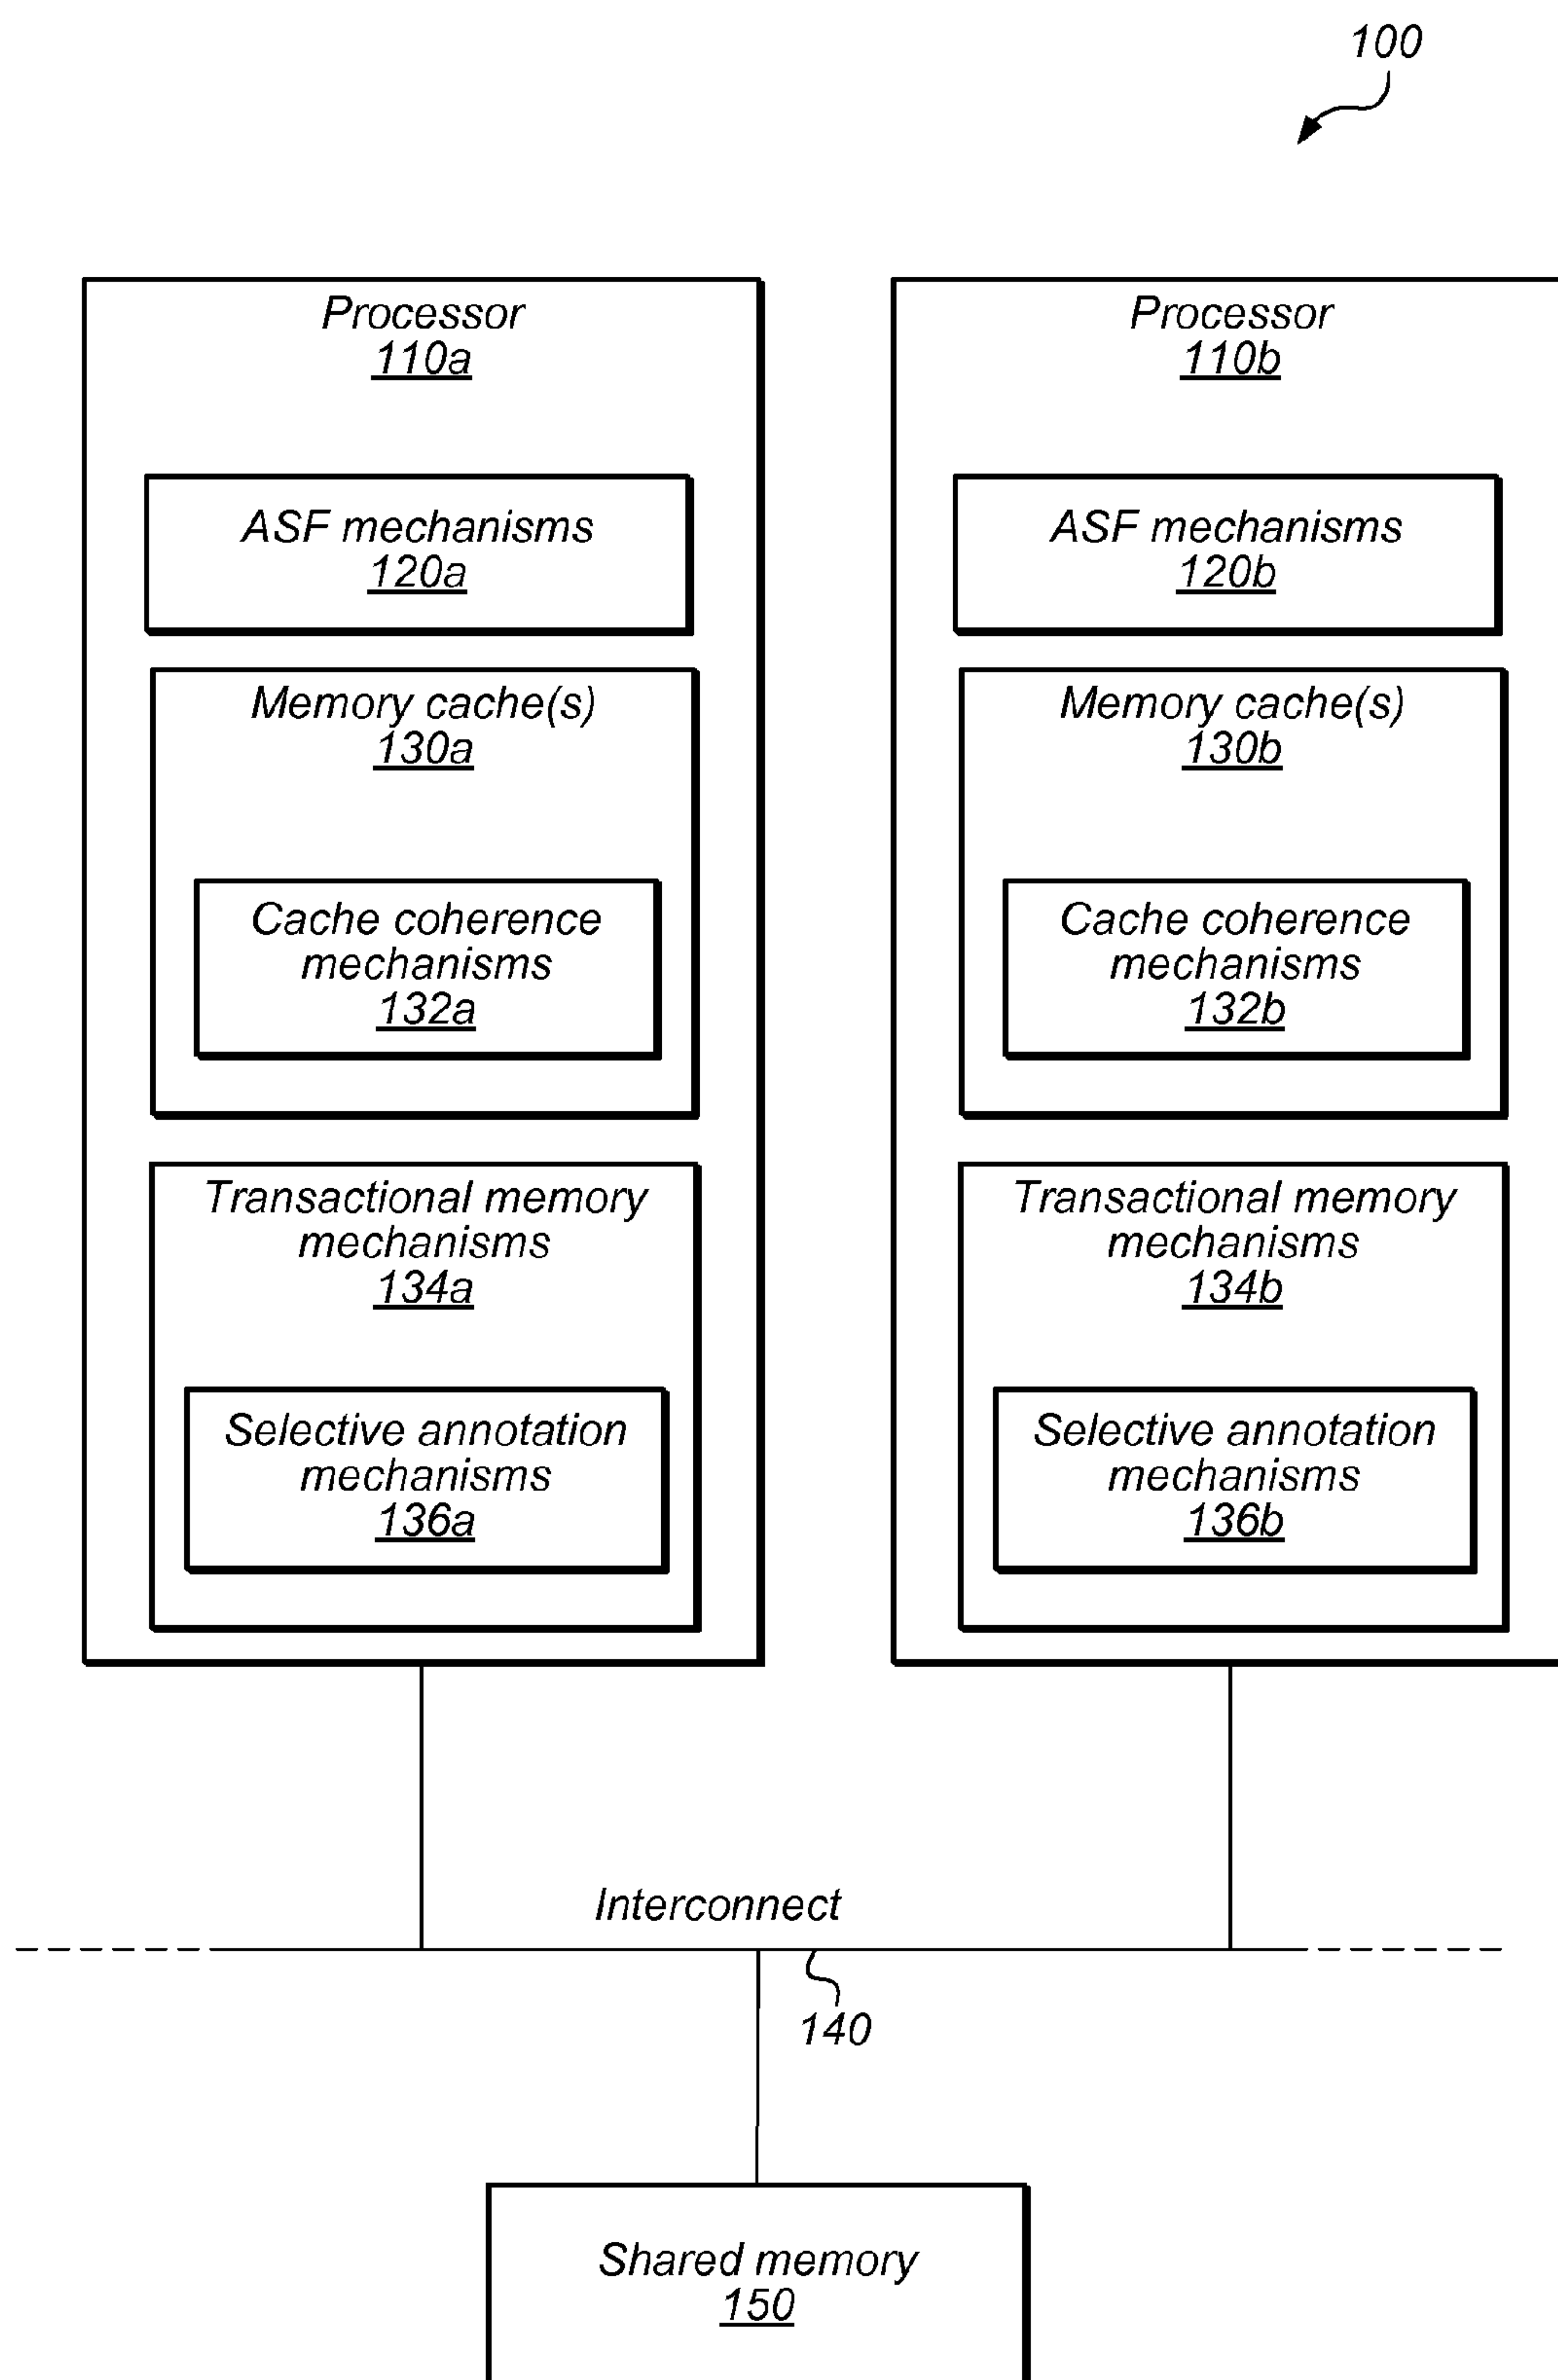 100
Processor
110a
ASF mechanisms
120a
Memory cache(s)
130a
Cache coherence
mechanisms
132a
Transactional memory
mechanisms
134a
Selective annotation
mechanisms
136a
Processor
110b
ASF mechanisms
120b
Memory cache(s)
130b
Cache coherence
mechanisms
132b
Transactional memory
mechanisms
134b
Selective annotation
mechanisms
136b
Interconnect
140
Shared memory
150